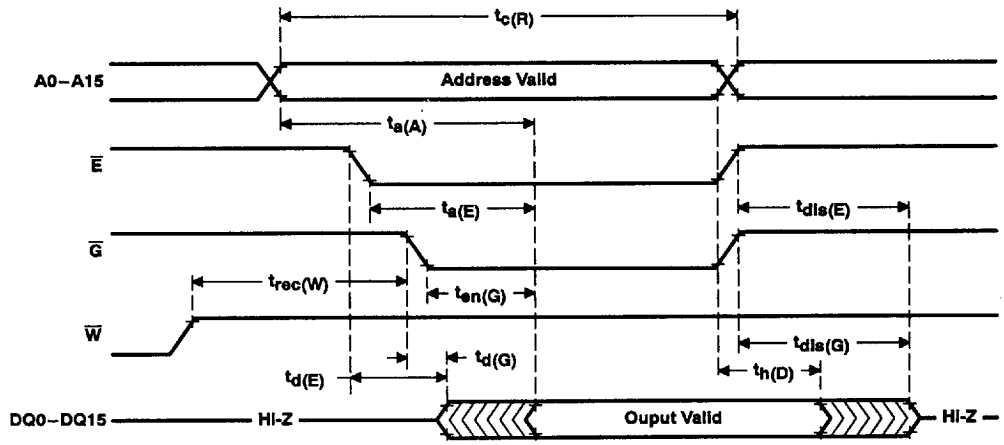 tc(R)
A0–A15
Address Valid
ta(A)
E
ta(E)
tdis(E)
G
trec(W)
ten(G)
W
tdis(G)
td(G)
th(D)
td(E)
DQ0–DQ15
Hi-Z
Ouput Valid
Hi-Z